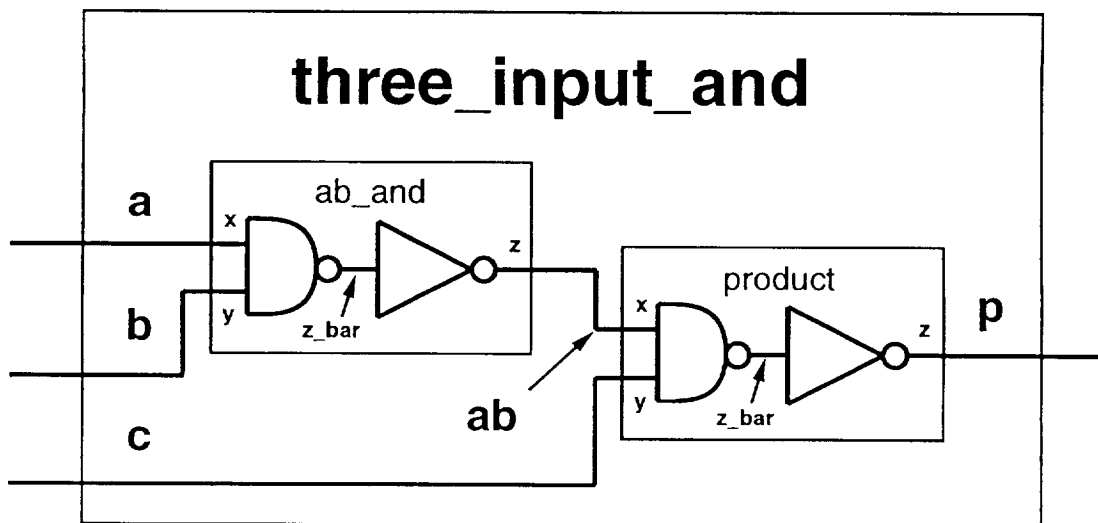 three_input_and
ab_and
a
x
z
product
b
y
z_bar
x
z
p
ab
y
z_bar
c